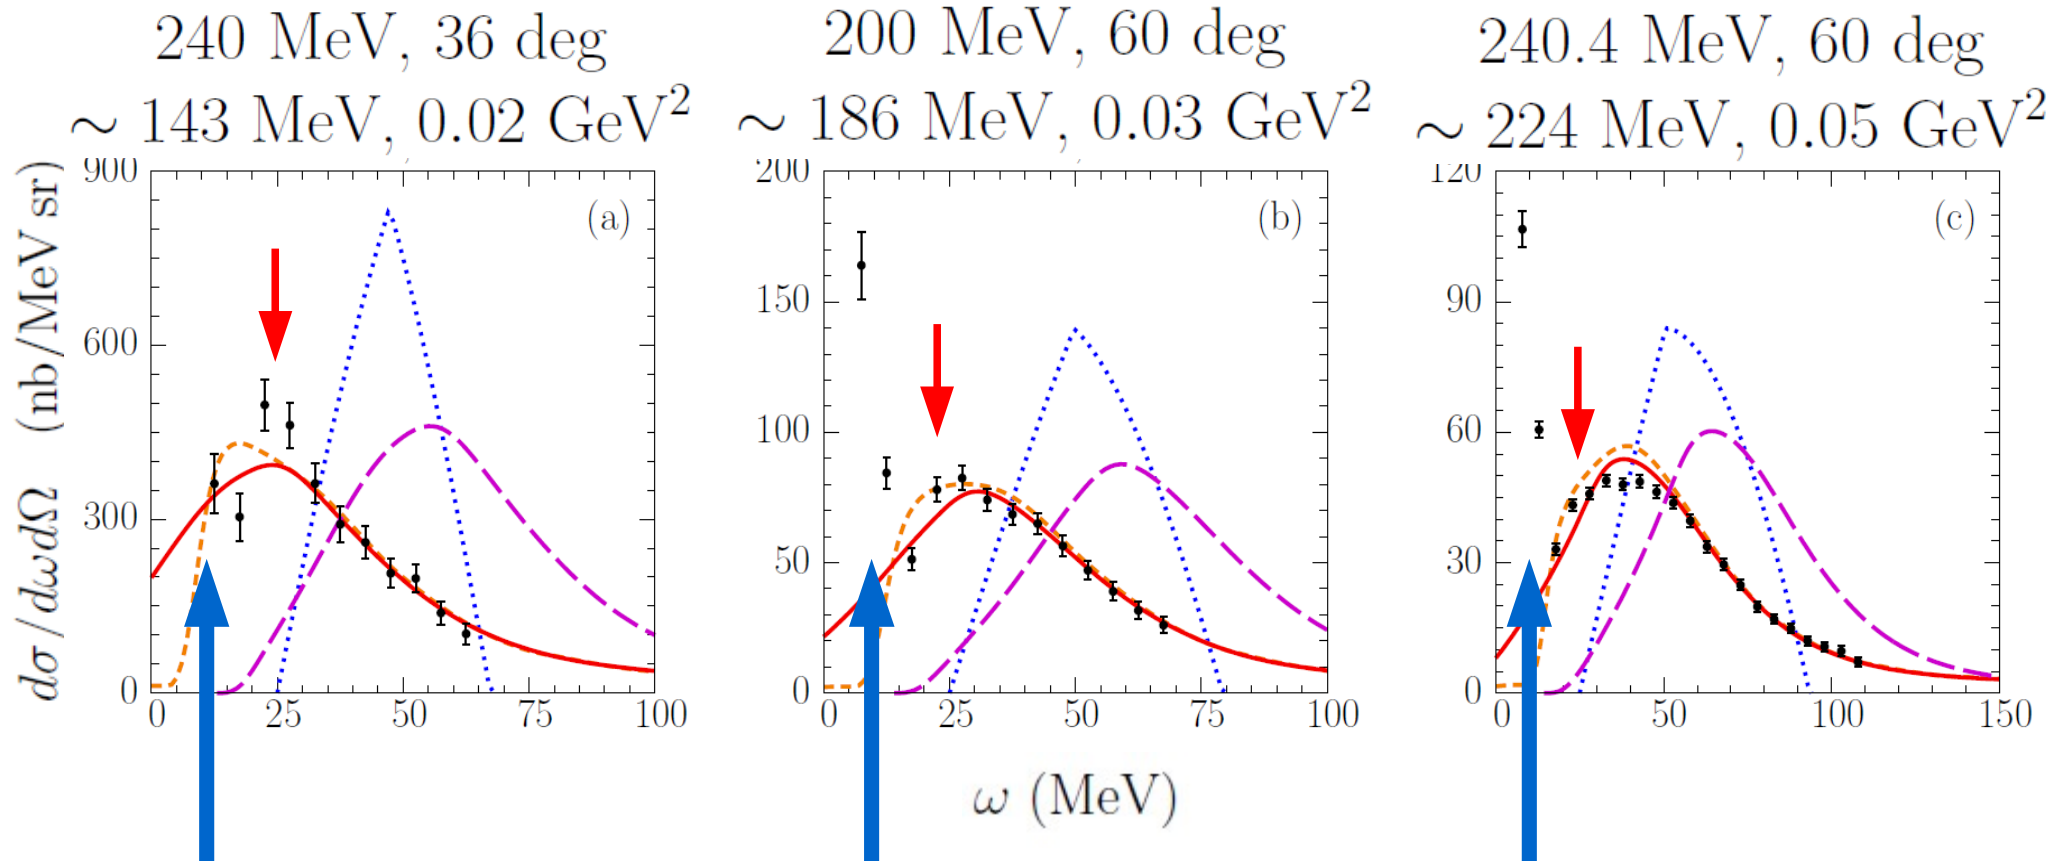 240 MeV, 36 deg
~ 143 MeV, 0.02 GeV²
200 MeV, 60 deg
~ 186 MeV, 0.03 GeV²
240.4 MeV, 60 deg
~ 224 MeV, 0.05 GeV²
dσ/dωdΩ (nb/MeV sr)
900
600
300
0
(a)
0 25 50 75 100
200
150
100
50
0
(b)
0 25 50 75 100
120
90
60
30
0
(c)
0 50 100 150
ω (MeV)